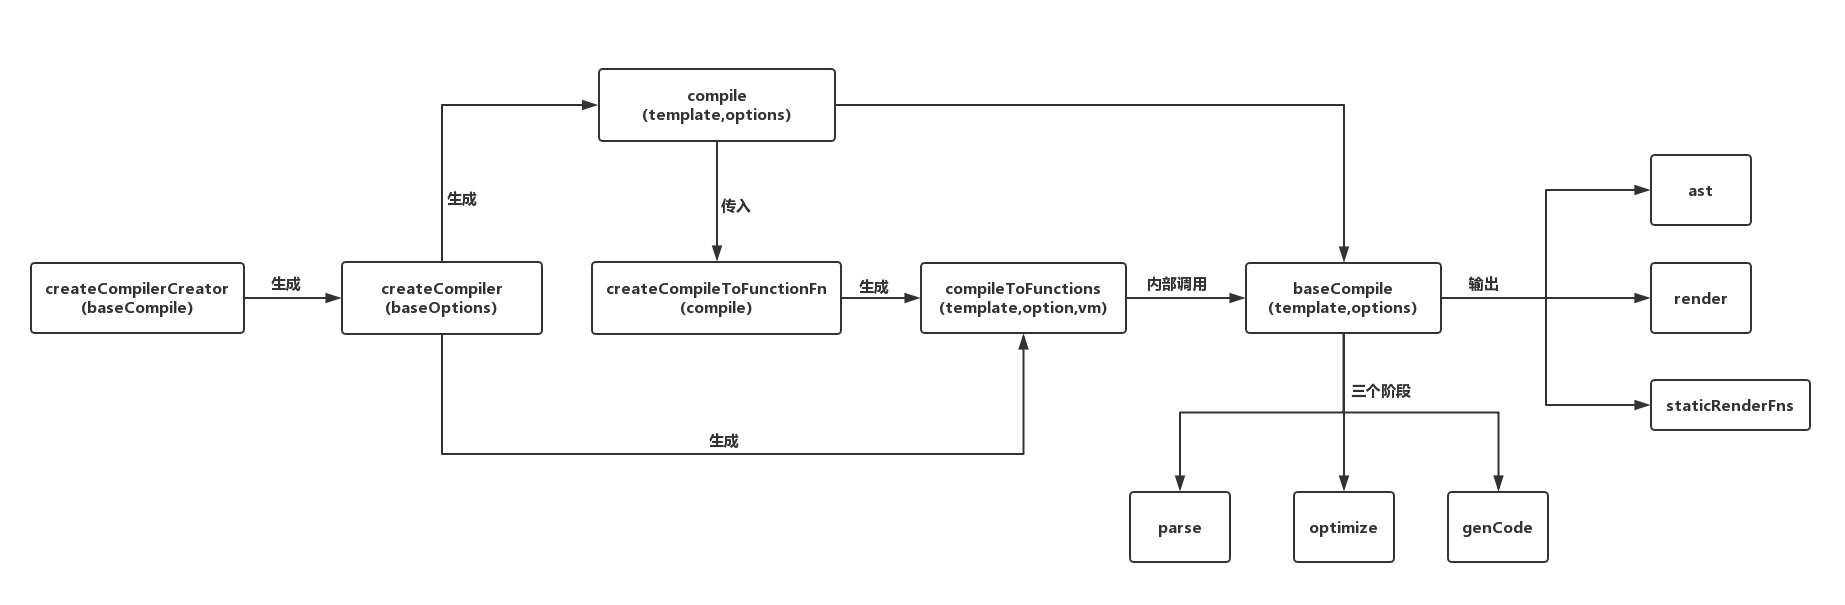 compile
(template,options)
生成
传入
createCompilerCreator
(baseCompile)
生成
createCompiler
(baseOptions)
createCompileToFunctionFn
(compile)
生成
compileToFunctions
(template,option,vm)
内部调用
baseCompile
(template,options)
输出
ast
render
staticRenderFns
生成
三个阶段
parse
optimize
genCode